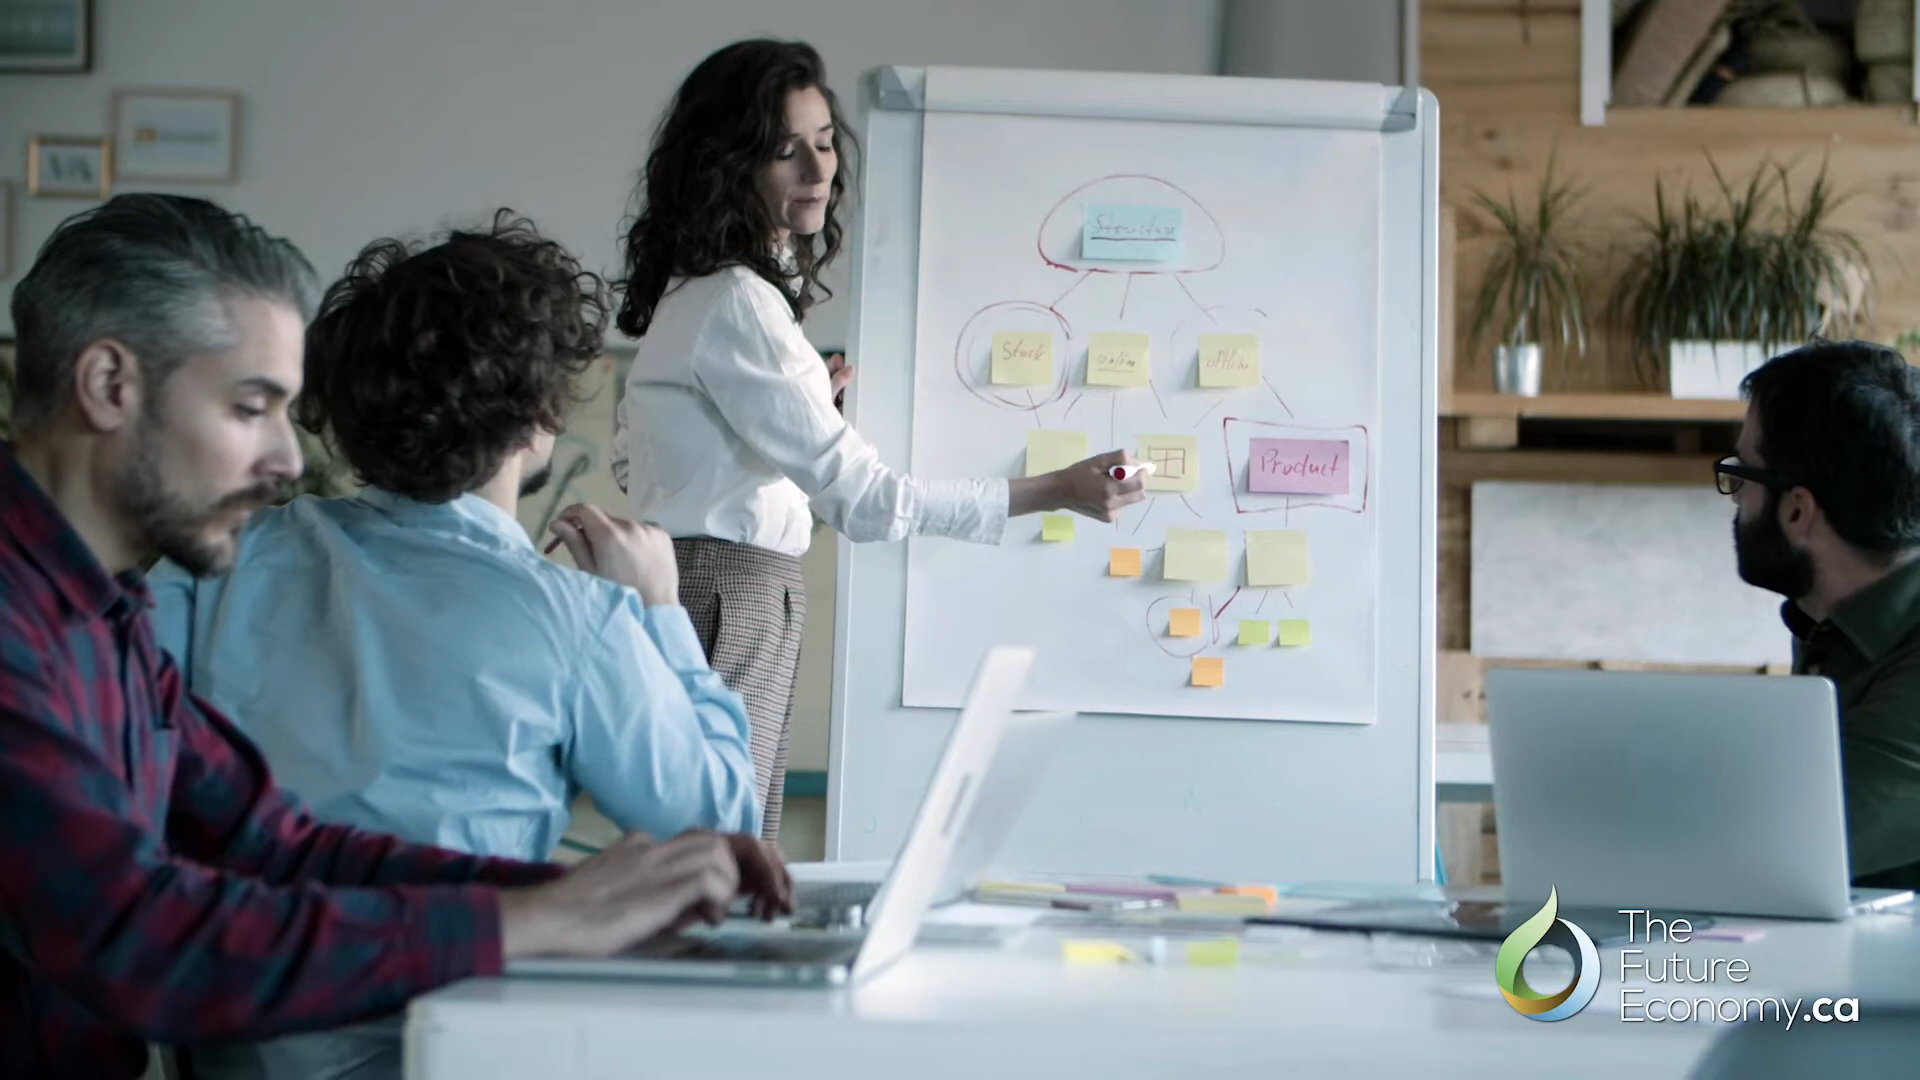 Structure
Stock
online
offline
Product
The
Future
Economy.ca